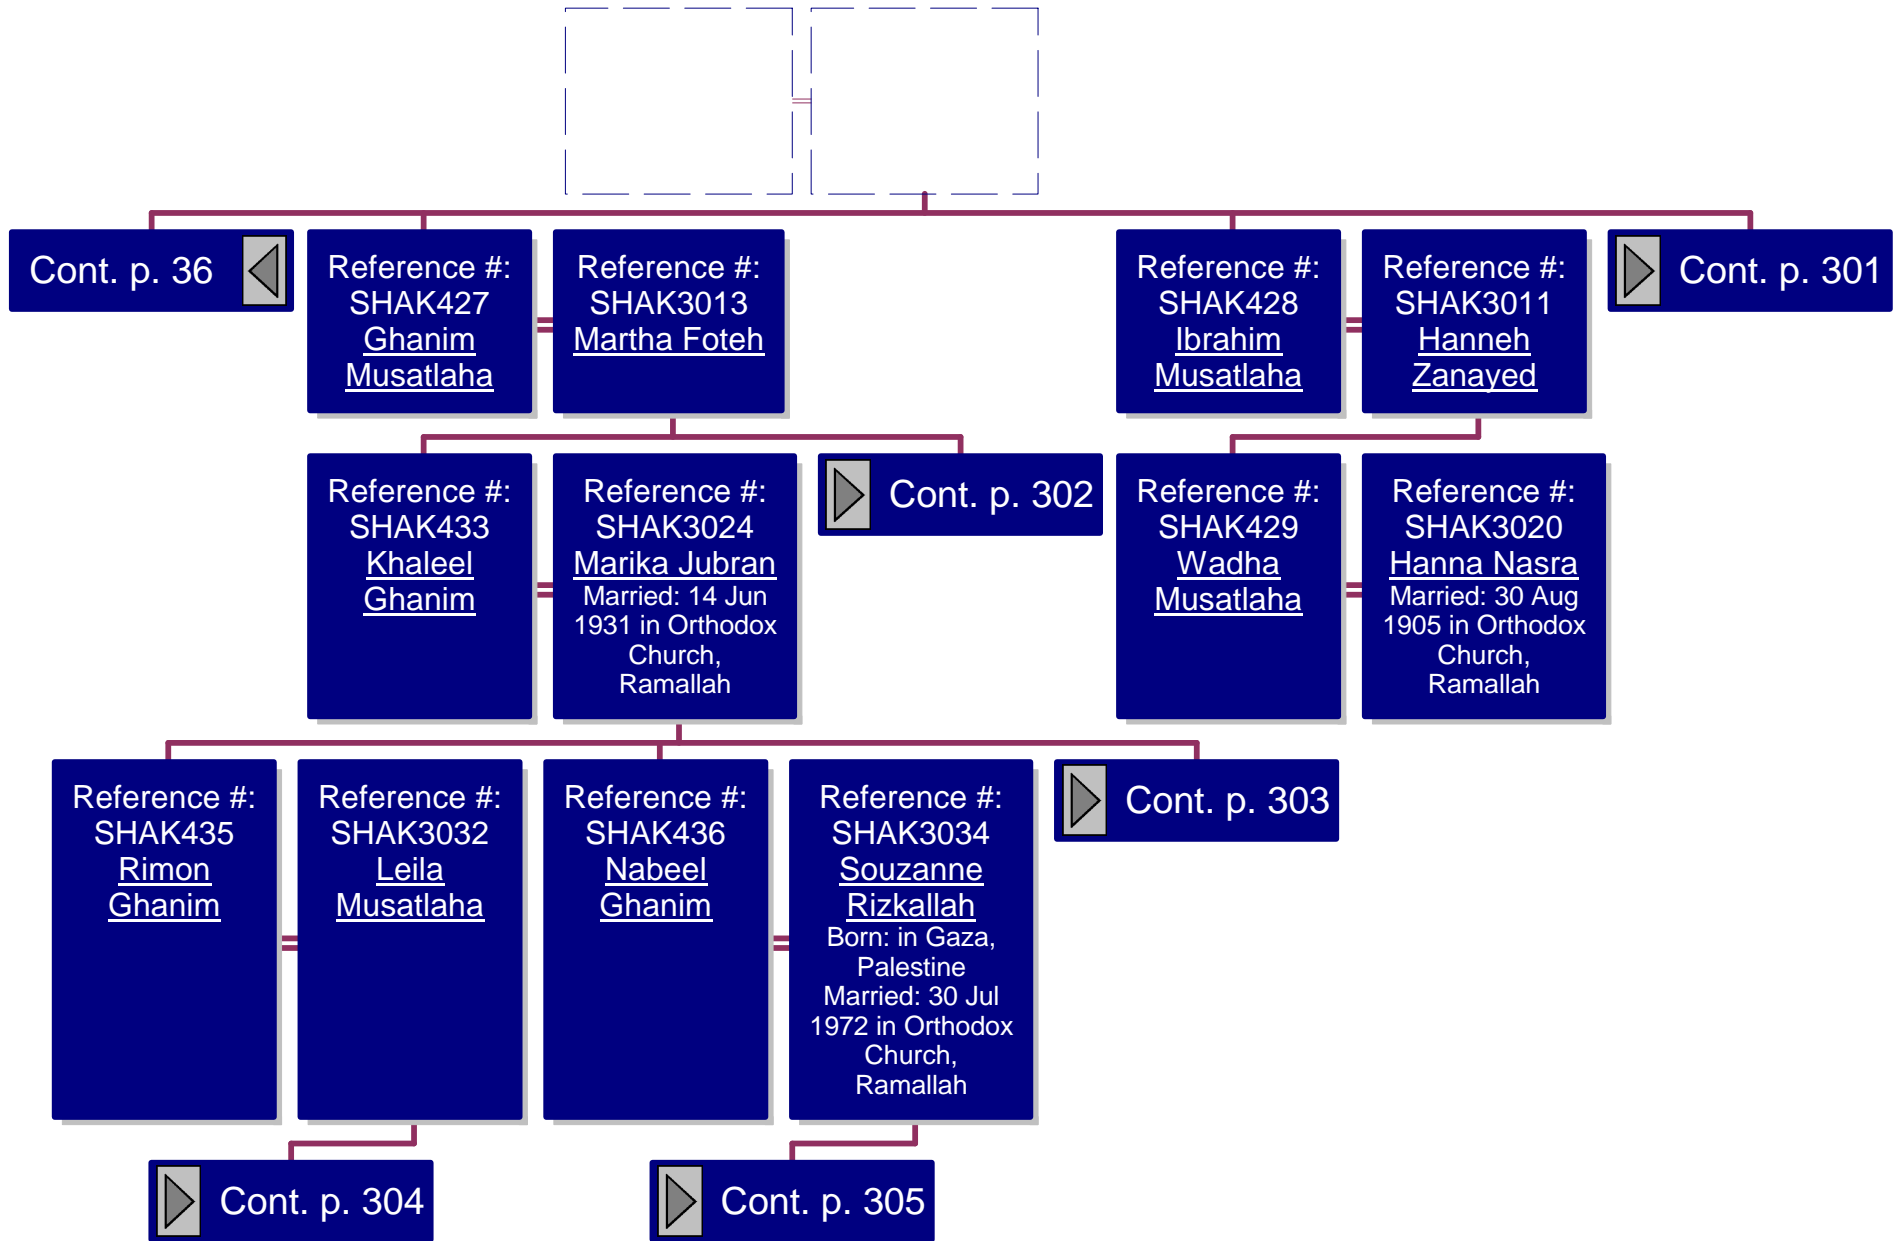 Cont. p. 36
Reference #:
SHAK427
Ghanim
Musatlaha
Reference #:
SHAK3013
Martha Foteh
Reference #:
SHAK428
Ibrahim
Musatlaha
Reference #:
SHAK3011
Hanneh
Zanayed
Cont. p. 301
Reference #:
SHAK433
Khaleel
Ghanim
Reference #:
SHAK3024
Marika Jubran
Married: 14 Jun
1931 in Orthodox
Church,
Ramallah
Cont. p. 302
Reference #:
SHAK429
Wadha
Musatlaha
Reference #:
SHAK3020
Hanna Nasra
Married: 30 Aug
1905 in Orthodox
Church,
Ramallah
Reference #:
SHAK435
Rimon
Ghanim
Reference #:
SHAK3032
Leila
Musatlaha
Reference #:
SHAK436
Nabeel
Ghanim
Reference #:
SHAK3034
Souzanne
Rizkallah
Born: in Gaza,
Palestine
Married: 30 Jul
1972 in Orthodox
Church,
Ramallah
Cont. p. 303
Cont. p. 304
Cont. p. 305